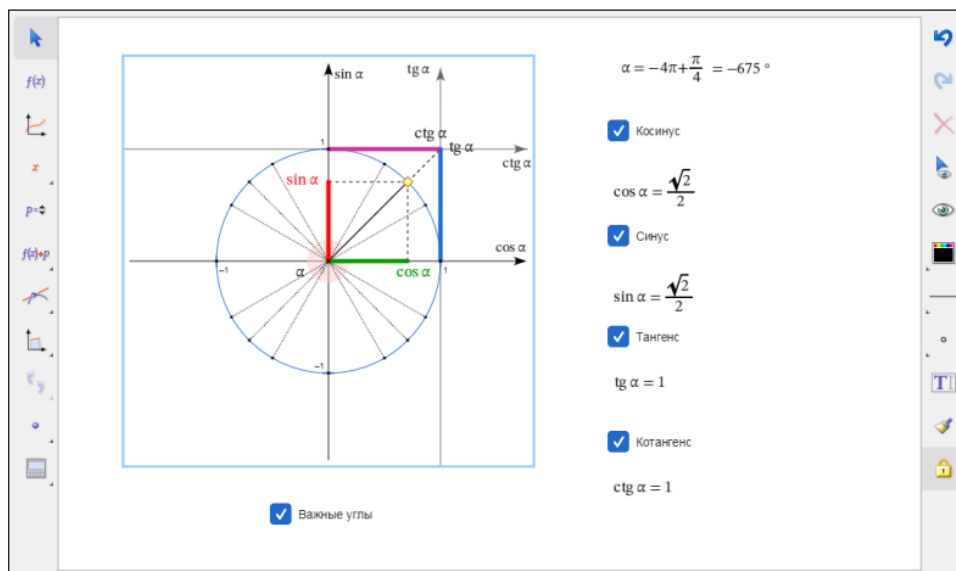 sin α
tg α
α = −4π + π/4 = −675 °
f(x)
1
ctg α
tg α
ctg α
Косинус
x
sin α
cos α = √2/2
p=
cos α
Синус
f(x)+p
−1
α
cos α
1
sin α = √2/2
Тангенс
−1
tg α = 1
T
Котангенс
ctg α = 1
Важные углы